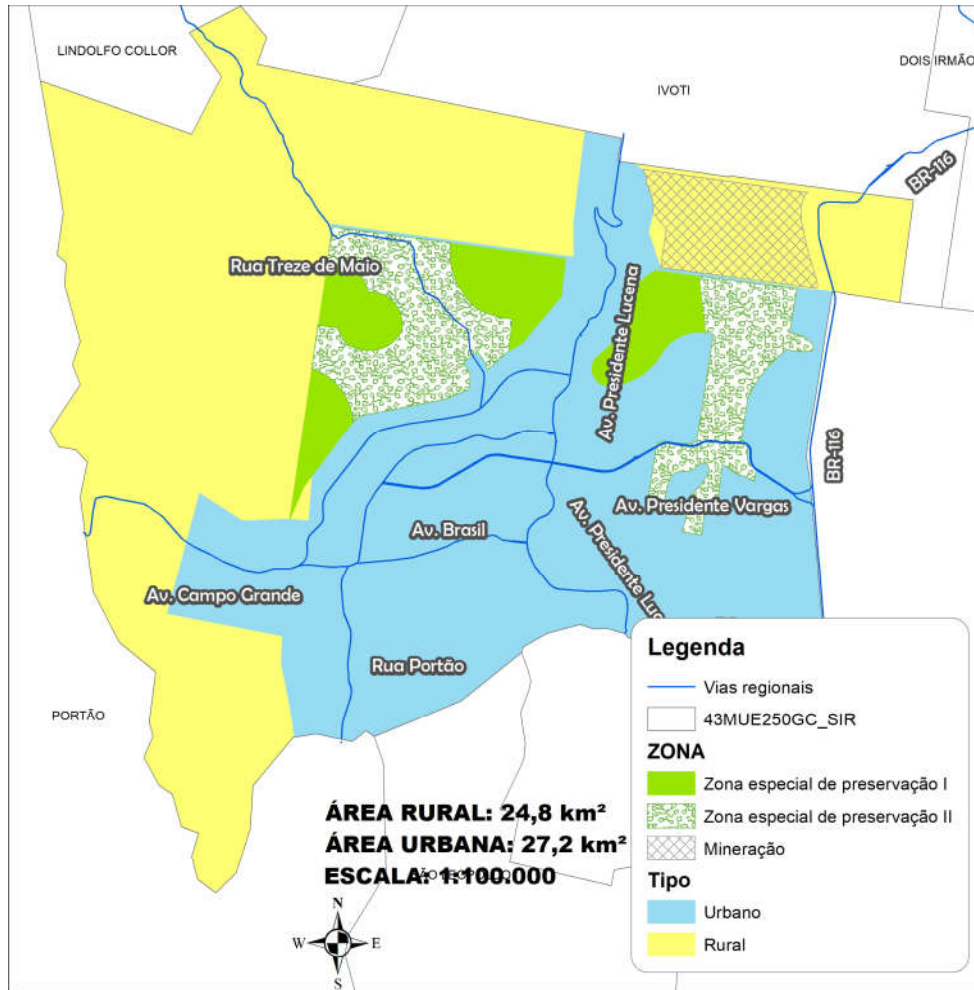 LINDOLFO COLLOR
DOIS IRMÃO
IVOTI
BR-116
Rua Treze de Maio
Av. Presidente Lucena
BR-116
Av. Presidente Vargas
Av. Brasil
Av. Presidente Luc
Av. Campo Grande
Rua Portão
PORTÃO
Legenda
Vias regionais
43MUE250GC_SIR
ZONA
Zona especial de preservação I
Zona especial de preservação II
Mineração
Tipo
Urbano
Rural
ÁREA RURAL: 24,8 km²
ÁREA URBANA: 27,2 km²
ESCALA: 1:100.000
N
W
E
S